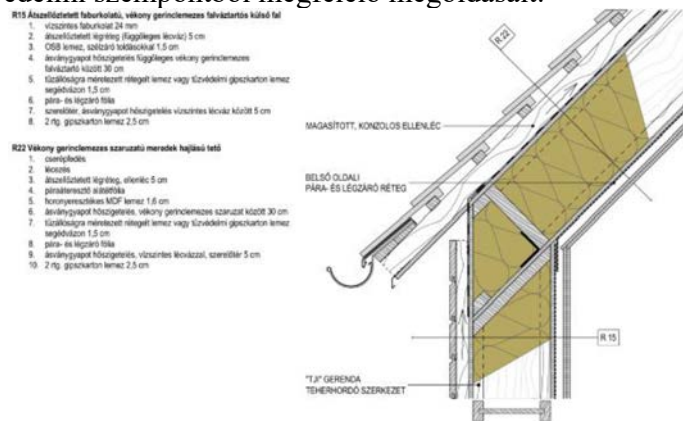 edelmi szempontból megfelelő megoldásait.
R15 Átszellőztetett faburkolatú, vékony gerinclemezes falváztartós külső fal
1. vízszintes faburkolat 24 mm
2. átszellőztetett légréteg (függőleges lécváz) 5 cm
3. OSB lemez, szélzáró toldásokkal 1,5 cm
4. ásványgyapot hőszigetelés függőleges vékony gerinclemezes
falváztartó között 30 cm
5. tűzállóságra méretezett rétegelt lemez vagy tűzvédelmi gipszkarton lemez
segédvázon 1,5 cm
6. pára- és légzáró fólia
7. szerelőtér, ásványgyapot hőszigetelés vízszintes lécváz között 5 cm
8. 2 rtg. gipszkarton lemez 2,5 cm
R22 Vékony gerinclemezes szaruzatú meredek hajlású tető
1. cserépfedés
2. lécezés
3. átszellőztetett légréteg, ellenléc 5 cm
4. páraáteresztő alátétfólia
5. horonyeresztékes MDF lemez 1,6 cm
6. ásványgyapot hőszigetelés, vékony gerinclemezes szaruzat között 30 cm
7. tűzállóságra méretezett rétegelt lemez vagy tűzvédelmi gipszkarton lemez
segédvázon 1,5 cm
8. pára- és légzáró fólia
9. ásványgyapot hőszigetelés, vízszintes lécvázzal, szerelőtér 5 cm
10. 2 rtg. gipszkarton lemez 2,5 cm
R 22
MAGASÍTOTT, KONZOLOS ELLENLÉC
BELSŐ OLDALI
PÁRA- ÉS LÉGZÁRÓ RÉTEG
R 15
"TJI" GERENDA
TEHERHORDÓ SZERKEZET